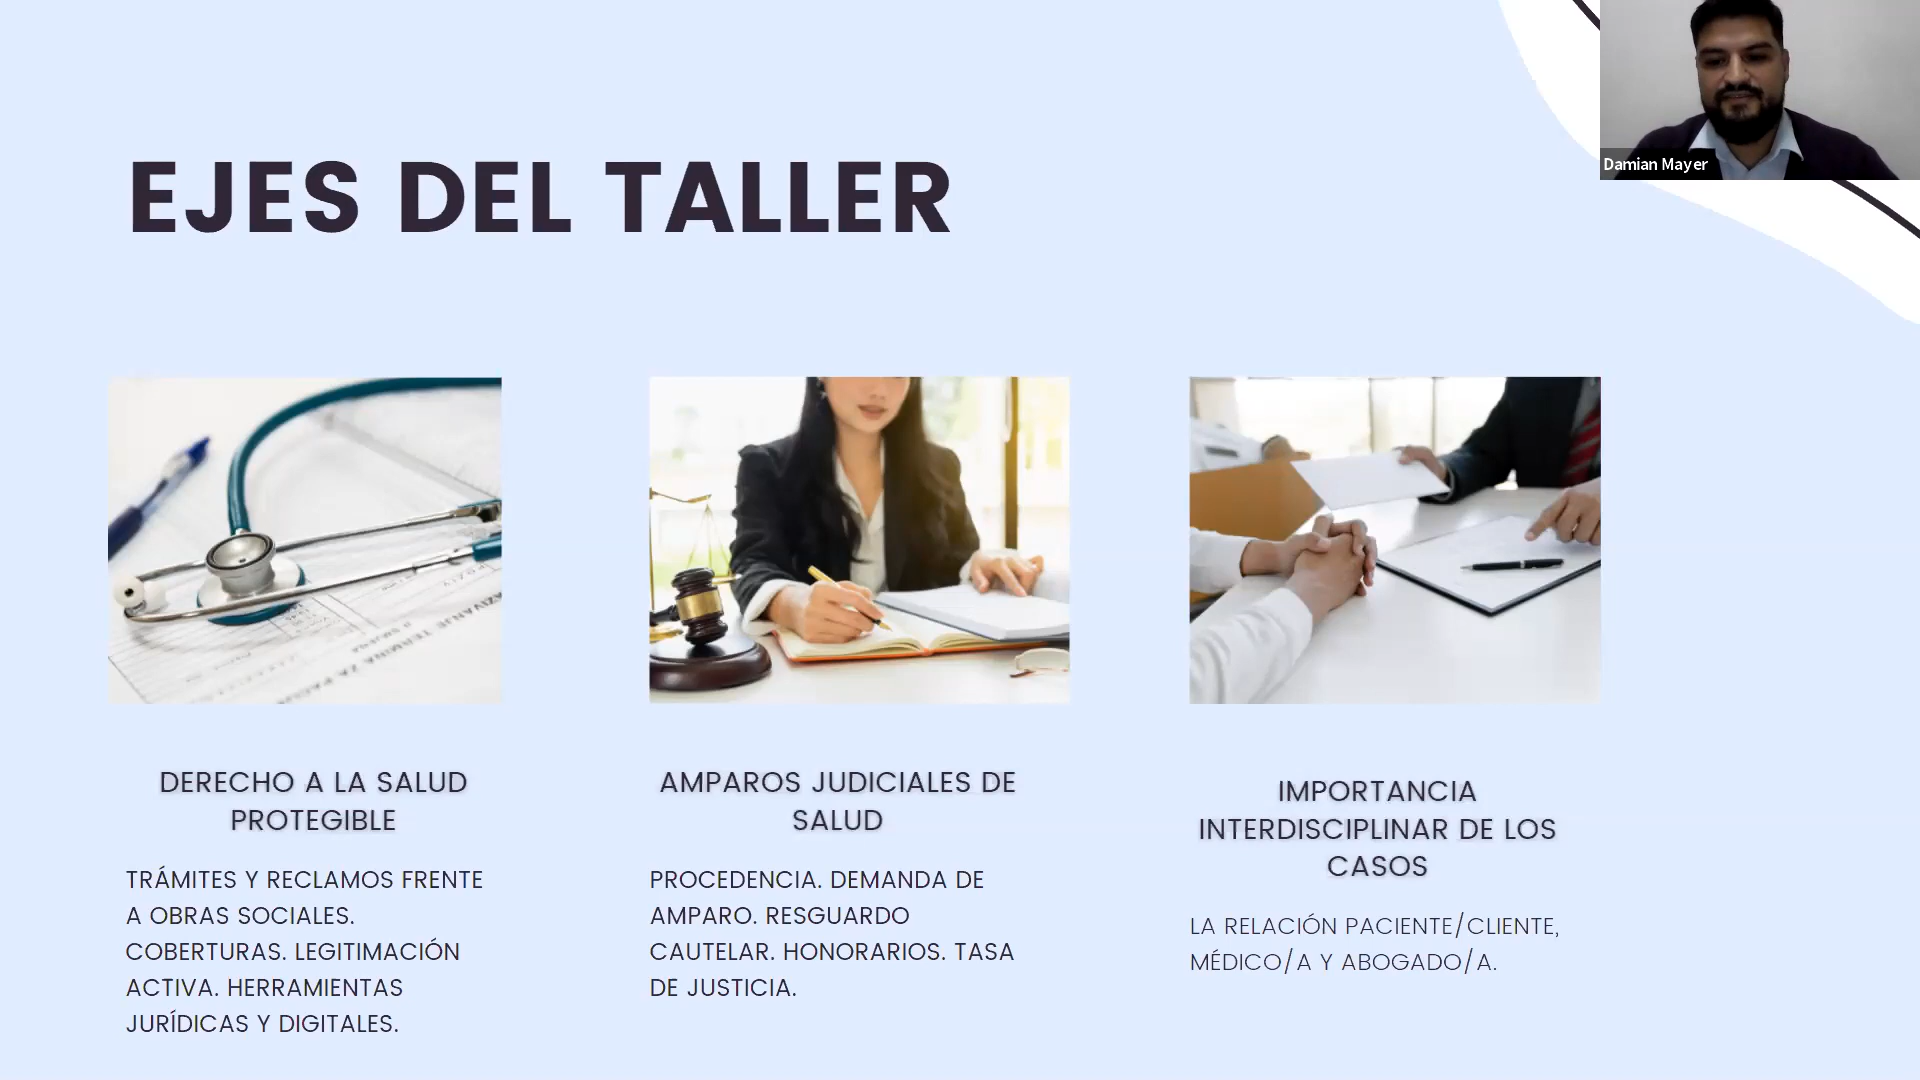 Damian Mayer
EJES DEL TALLER
DERECHO A LA SALUD
PROTEGIBLE
TRÁMITES Y RECLAMOS FRENTE
A OBRAS SOCIALES.
COBERTURAS. LEGITIMACIÓN
ACTIVA. HERRAMIENTAS
JURÍDICAS Y DIGITALES.
AMPAROS JUDICIALES DE
SALUD
PROCEDENCIA. DEMANDA DE
AMPARO. RESGUARDO
CAUTELAR. HONORARIOS. TASA
DE JUSTICIA.
IMPORTANCIA
INTERDISCIPLINAR DE LOS
CASOS
LA RELACIÓN PACIENTE/CLIENTE,
MÉDICO/A Y ABOGADO/A.